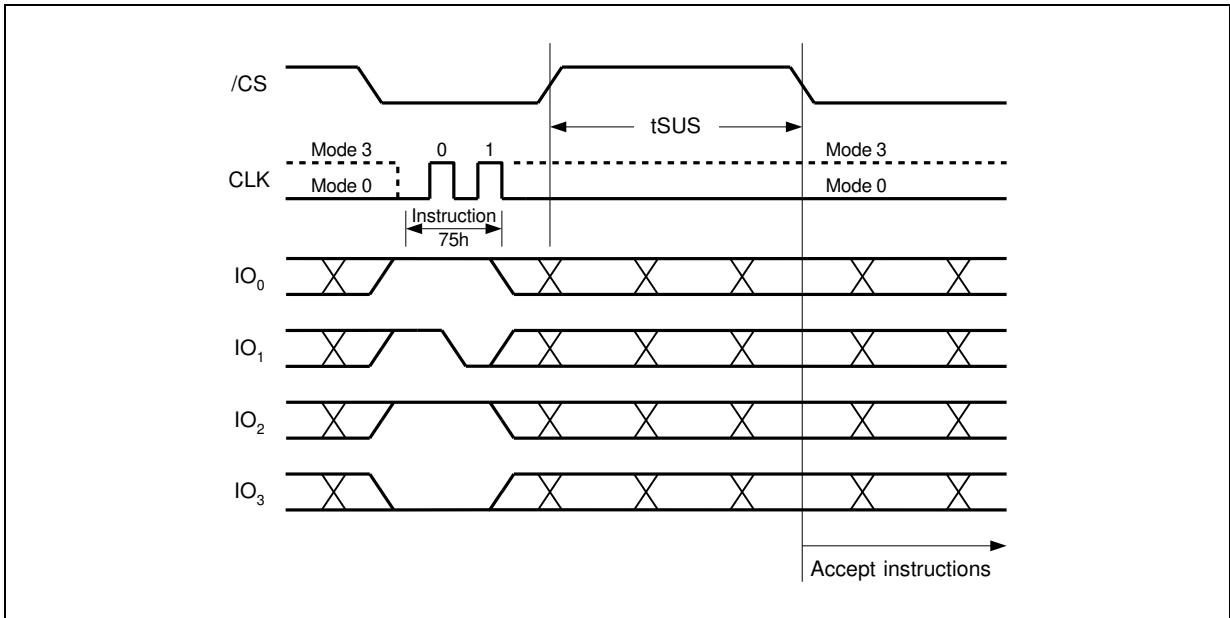 /CS
tSUS
Mode 3 0 1 Mode 3
CLK
Mode 0 Mode 0
Instruction
75h
IO₀
IO₁
IO₂
IO₃
Accept instructions